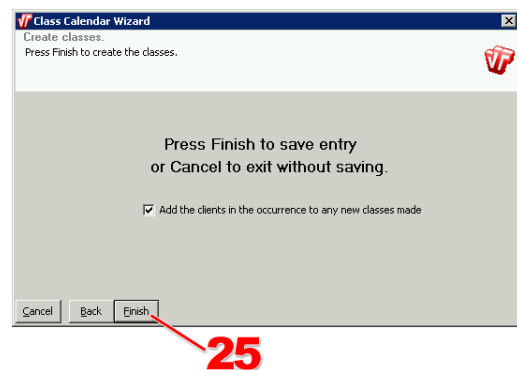 Class Calendar Wizard
Create classes.
Press Finish to create the classes.
Press Finish to save entry
or Cancel to exit without saving.
Add the clients in the occurrence to any new classes made
Cancel Back Finish
25